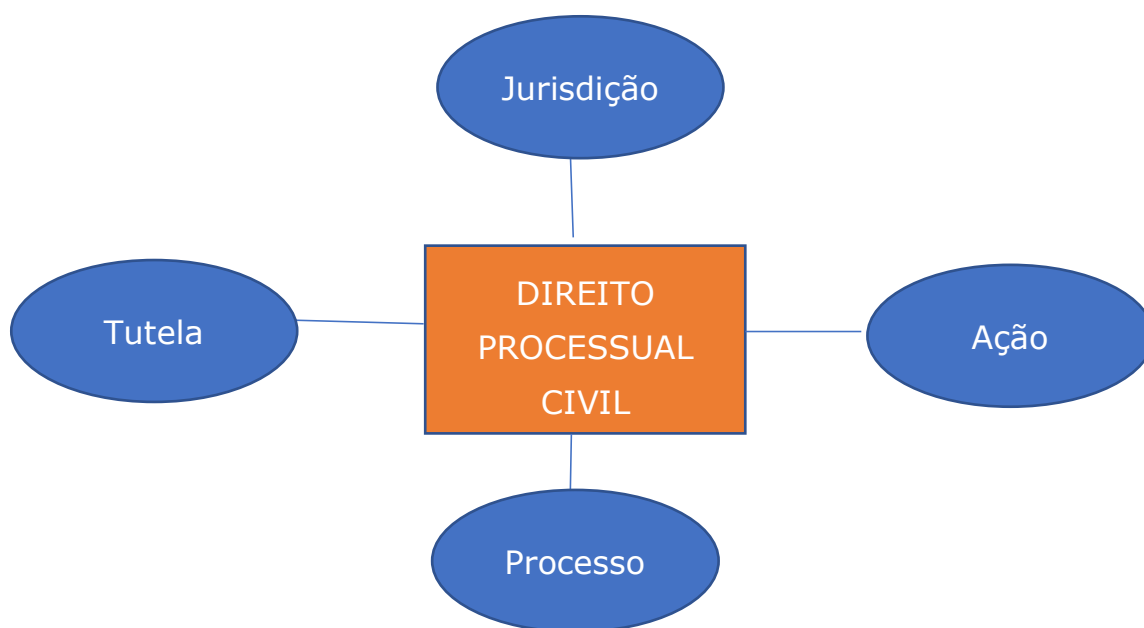 Jurisdição
DIREITO
PROCESSUAL
CIVIL
Tutela
Ação
Processo